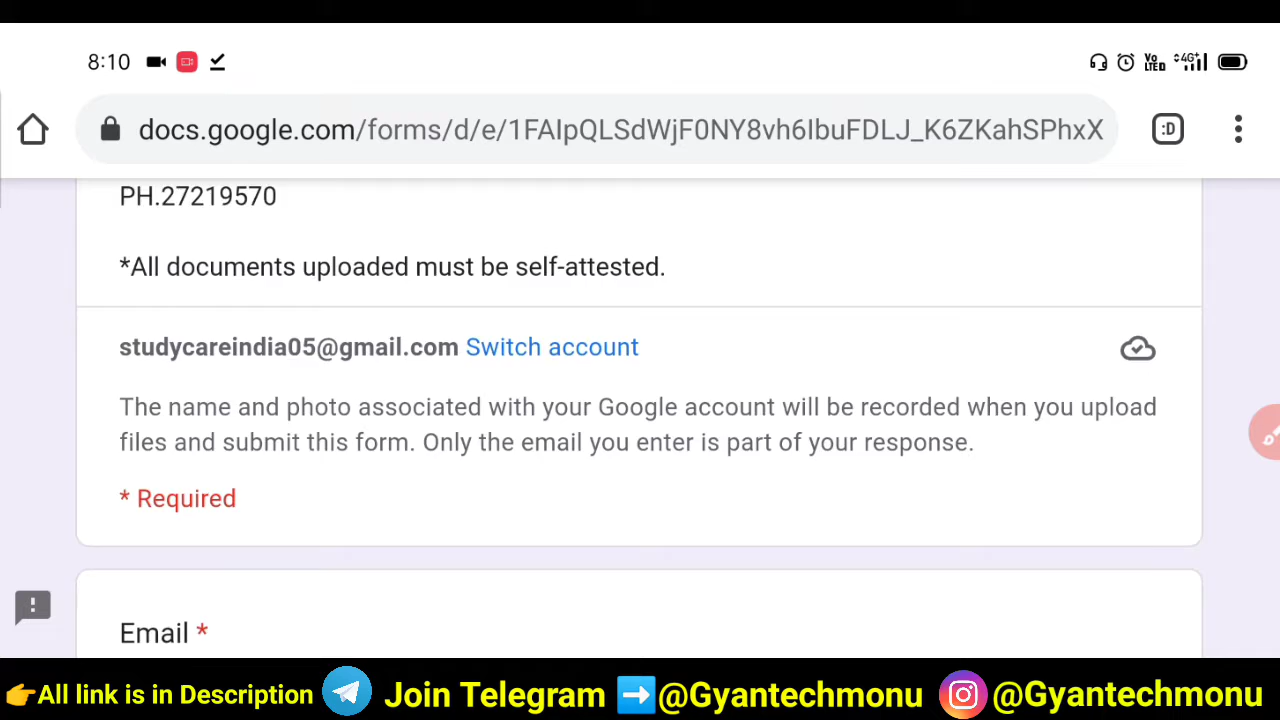 8:10
Vo LTE 4G+
docs.google.com/forms/d/e/1FAIpQLSdWjF0NY8vh6IbuFDLJ_K6ZKahSPhxX
:D
PH.27219570
*All documents uploaded must be self-attested.
studycareindia05@gmail.com Switch account
The name and photo associated with your Google account will be recorded when you upload
files and submit this form. Only the email you enter is part of your response.
* Required
Email *
👉All link is in Description Join Telegram ➡️@Gyantechmonu @Gyantechmonu